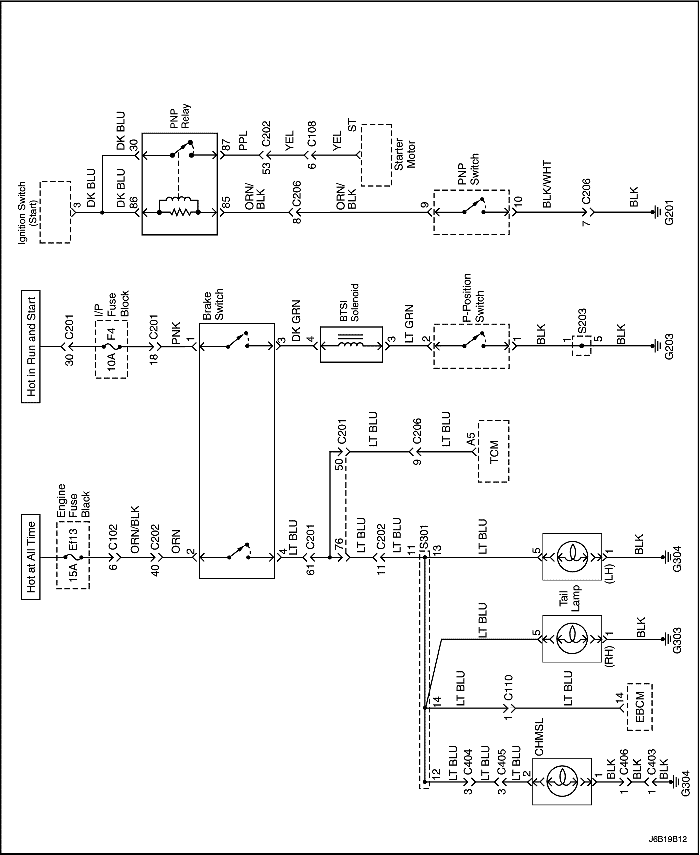 Ignition Switch
(Start)
3
DK BLU
DK BLU
DK BLU
86
30
PNP
Relay
85
87
ORN/
BLK
PPL
8
C206
53
C202
YEL
6
C108
YEL
ST
Starter
Motor
ORN/
BLK
9
PNP
Switch
10
BLK/WHT
7
C206
BLK
G201
Hot in Run and Start
30
C201
I/P
Fuse
Block
10A
F4
18
C201
PNK
1
Brake
Switch
3
DK GRN
4
BTSI
Solenoid
3
LT GRN
2
P-Position
Switch
1
BLK
1
S203
5
BLK
G203
Hot at All Time
Engine
Fuse
Black
15A
Ef13
6
C102
ORN/BLK
40
C202
ORN
2
4
LT BLU
61
C201
76
50
C201
LT BLU
9
C206
LT BLU
A5
TCM
LT BLU
11
C202
LT BLU
11
S301
13
LT BLU
5
1
(LH)
BLK
G304
Tail
Lamp
LT BLU
5
1
(RH)
BLK
G303
14
LT BLU
1
C110
LT BLU
14
EBCM
12
LT BLU
3
C404
LT BLU
3
C405
LT BLU
2
CHMSL
1
BLK
1
C406
BLK
1
C403
BLK
G304
J6B19B12